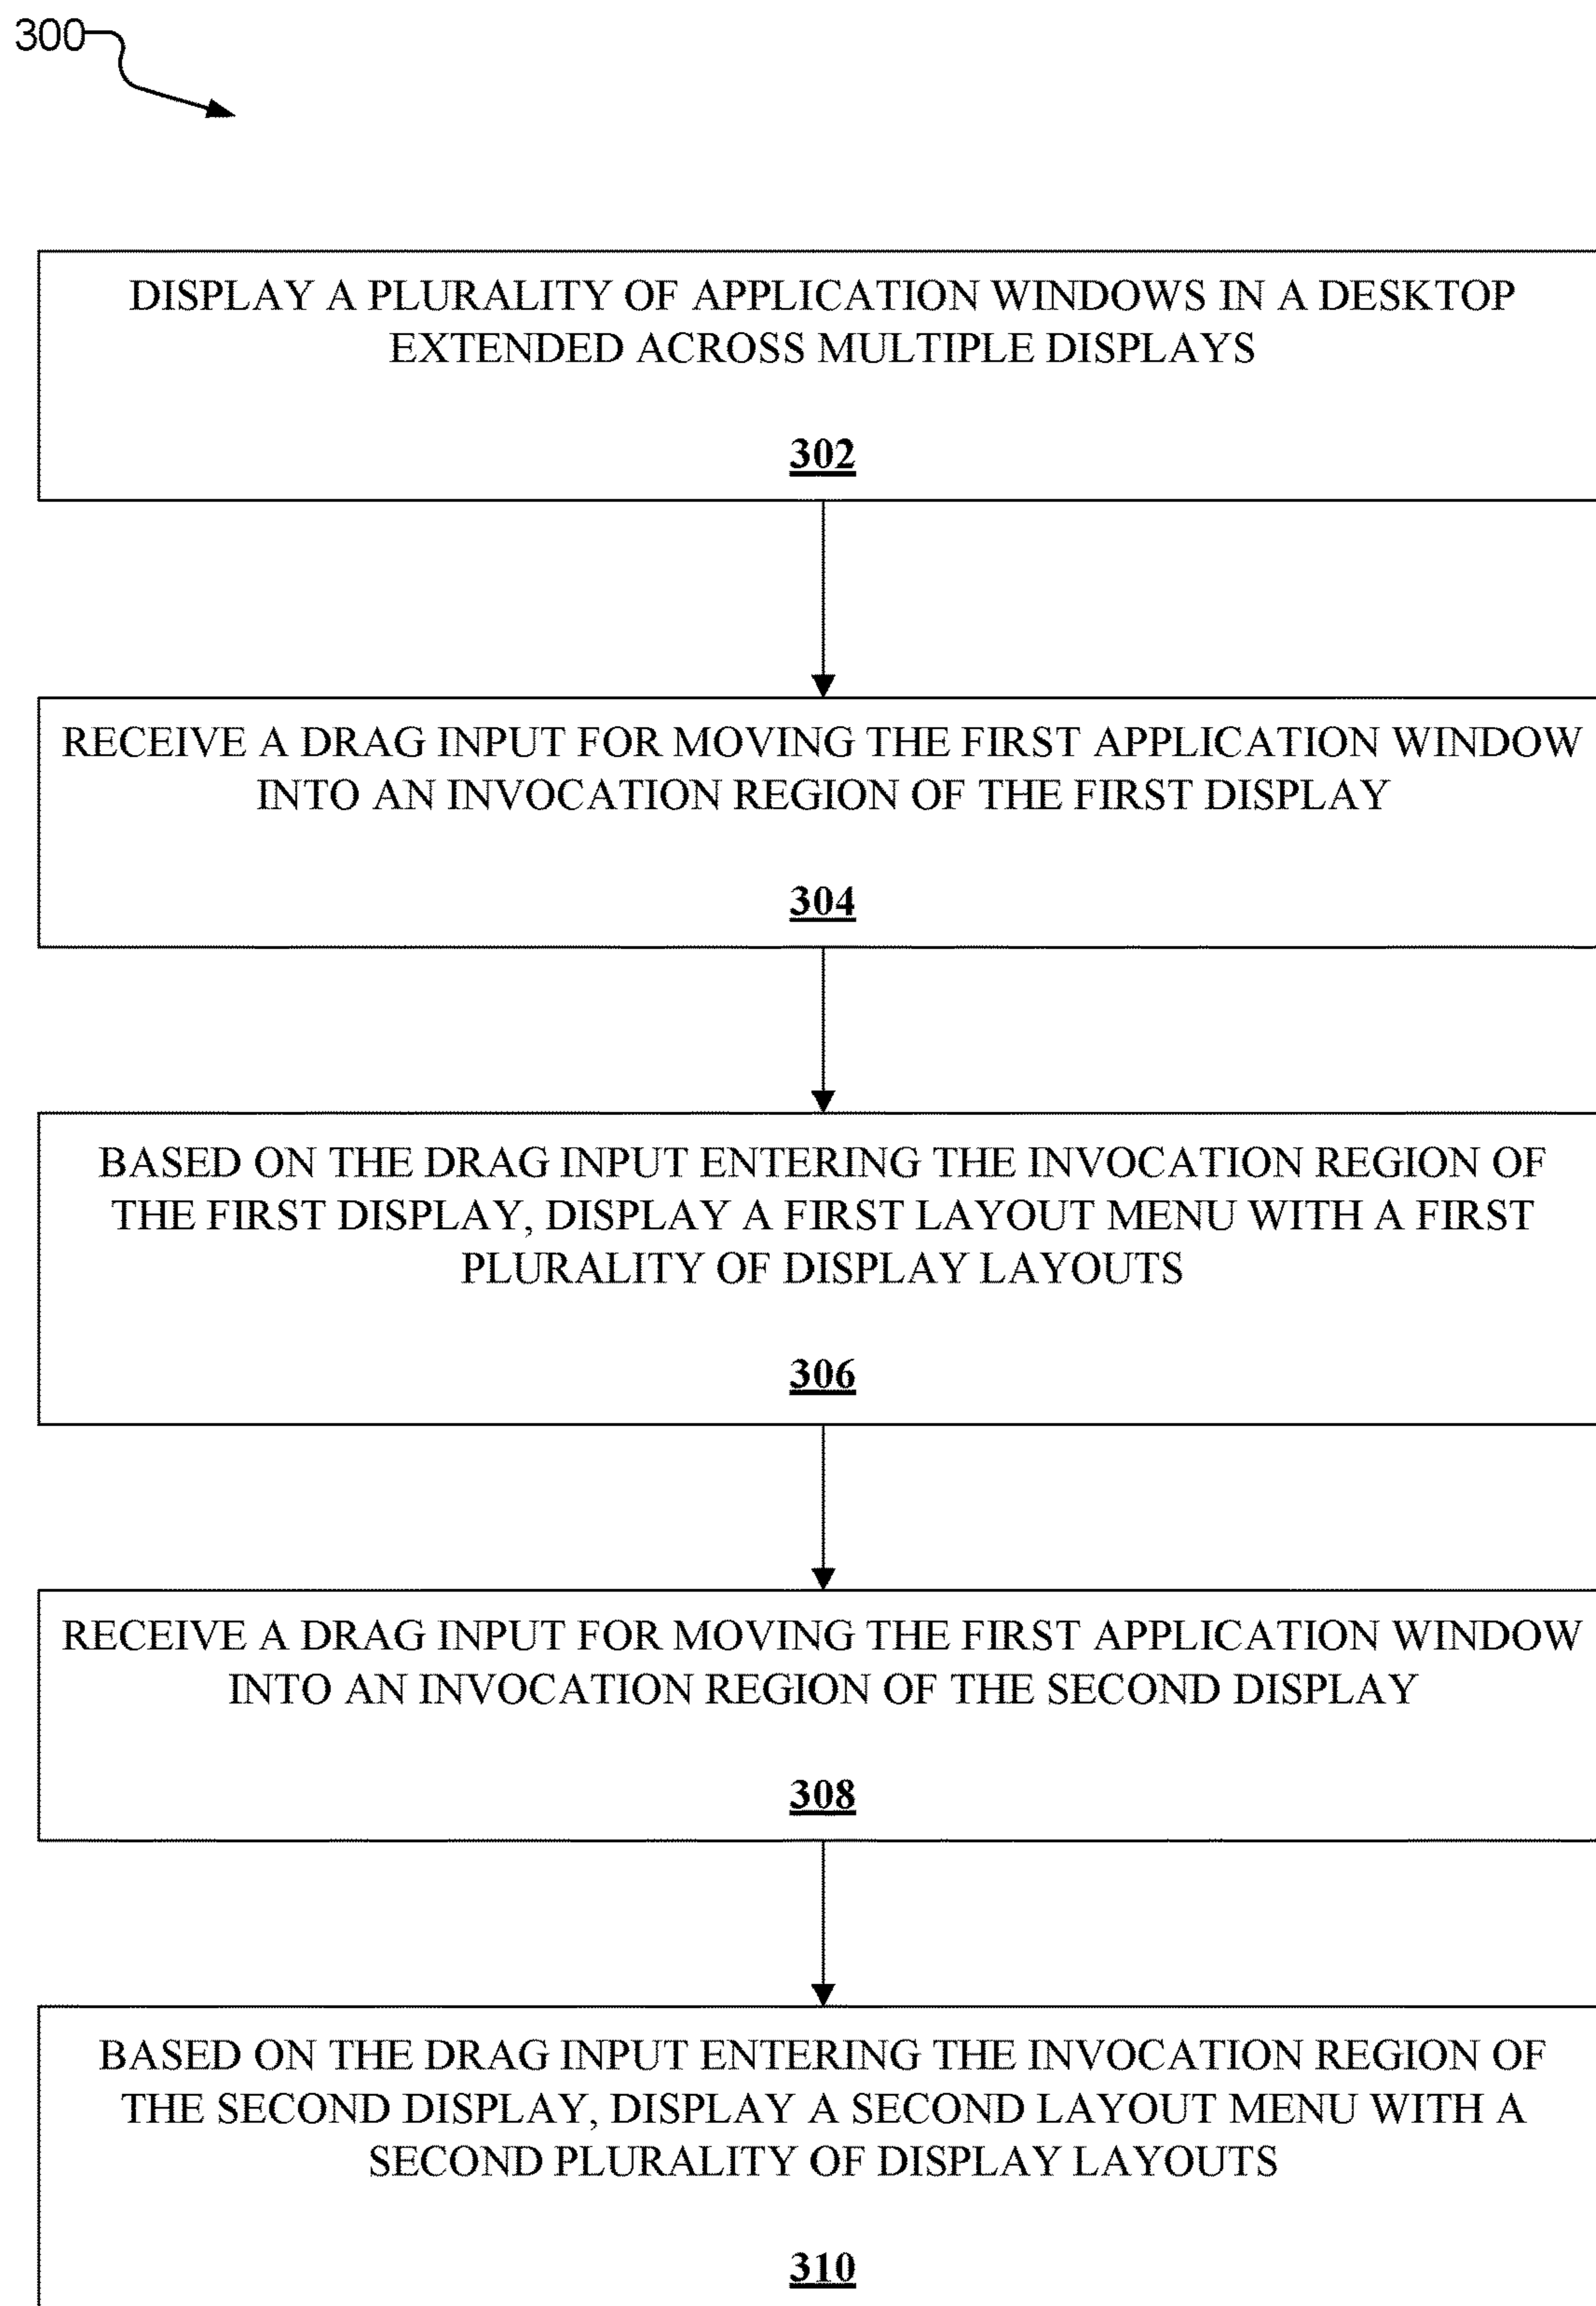 300
DISPLAY A PLURALITY OF APPLICATION WINDOWS IN A DESKTOP
EXTENDED ACROSS MULTIPLE DISPLAYS
302
RECEIVE A DRAG INPUT FOR MOVING THE FIRST APPLICATION WINDOW
INTO AN INVOCATION REGION OF THE FIRST DISPLAY
304
BASED ON THE DRAG INPUT ENTERING THE INVOCATION REGION OF
THE FIRST DISPLAY, DISPLAY A FIRST LAYOUT MENU WITH A FIRST
PLURALITY OF DISPLAY LAYOUTS
306
RECEIVE A DRAG INPUT FOR MOVING THE FIRST APPLICATION WINDOW
INTO AN INVOCATION REGION OF THE SECOND DISPLAY
308
BASED ON THE DRAG INPUT ENTERING THE INVOCATION REGION OF
THE SECOND DISPLAY, DISPLAY A SECOND LAYOUT MENU WITH A
SECOND PLURALITY OF DISPLAY LAYOUTS
310